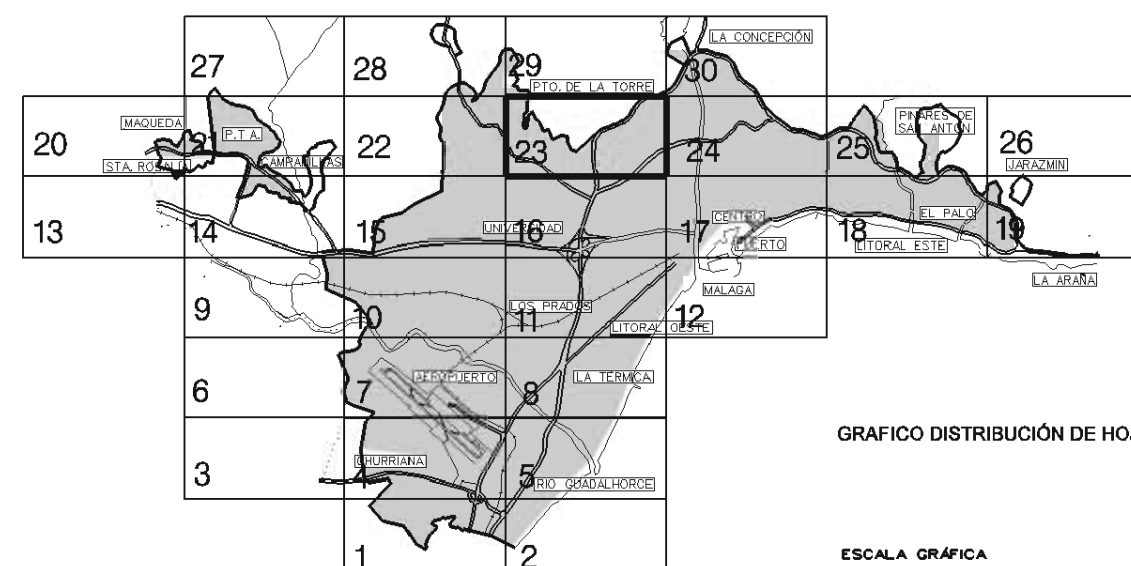 LA CONCEPCIÓN
27
28
29
30
PTO. DE LA TORRE
MAQUEDA
P.T.A.
PINARES DE
SAN ANTON
20
21
22
23
24
25
26
STA. ROSALIA
CAMPANILLAS
JARAZMIN
13
14
15
UNIVERSIDAD
16
17
CENTRO
PUERTO
18
EL PALO
LITORAL ESTE
19
LA ARAÑA
MALAGA
9
10
LOS PRADOS
11
LITORAL OESTE
12
6
7
AEROPUERTO
8
LA TERMICA
GRAFICO DISTRIBUCIÓN DE HOJ
3
CHURRIANA
5
RIO GUADALHORCE
1
2
ESCALA GRÁFICA